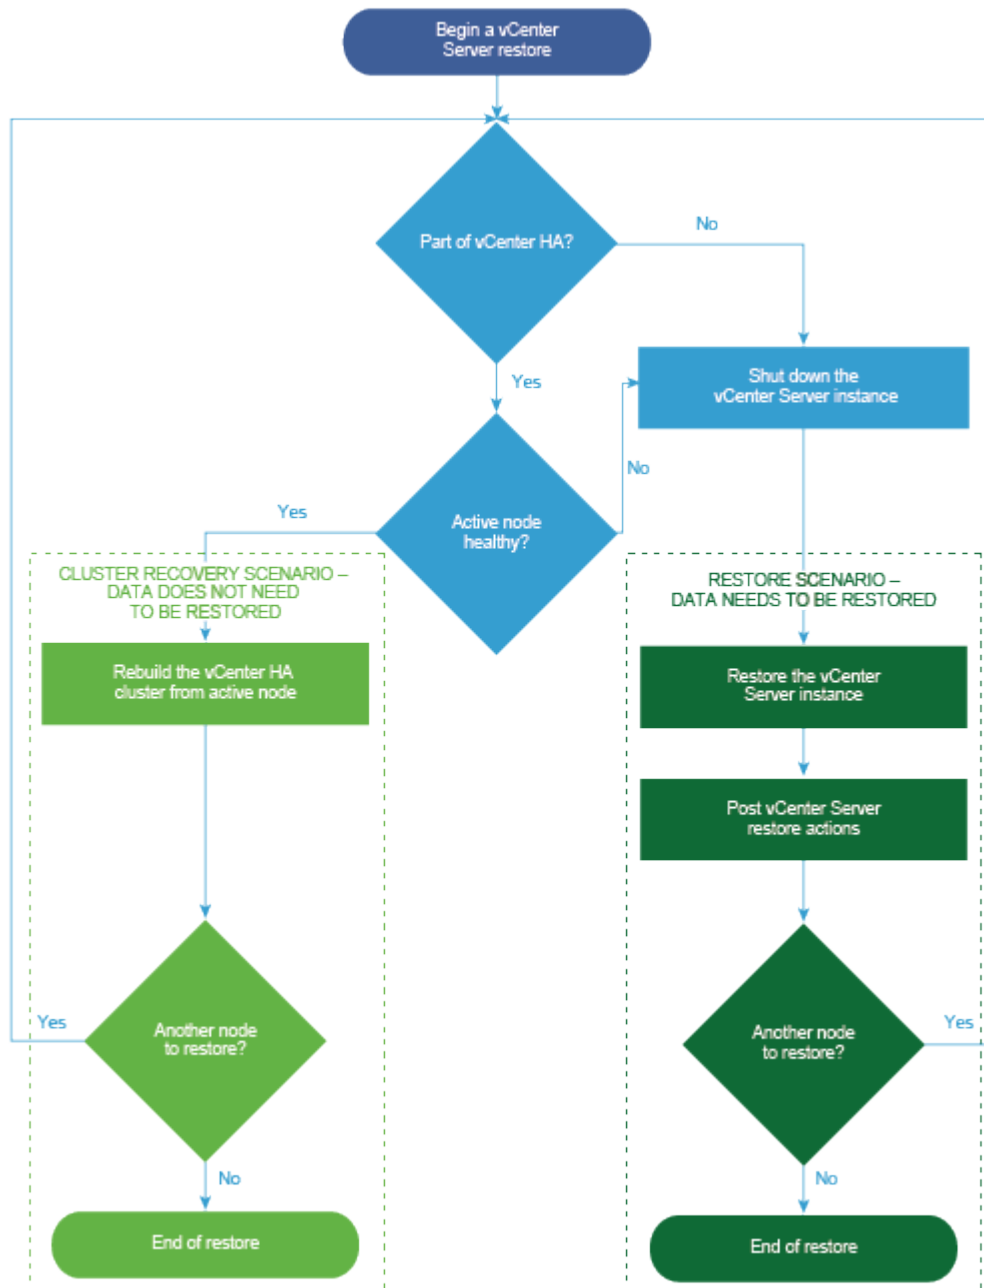 Begin a vCenter
Server restore
Part of vCenter HA?
No
Yes
Shut down the
vCenter Server instance
No
Yes
Active node
healthy?
CLUSTER RECOVERY SCENARIO –
DATA DOES NOT NEED
TO BE RESTORED
RESTORE SCENARIO –
DATA NEEDS TO BE RESTORED
Rebuild the vCenter HA
cluster from active node
Restore the vCenter
Server instance
Post vCenter Server
restore actions
Yes
Another node
to restore?
Another node
to restore?
Yes
No
No
End of restore
End of restore